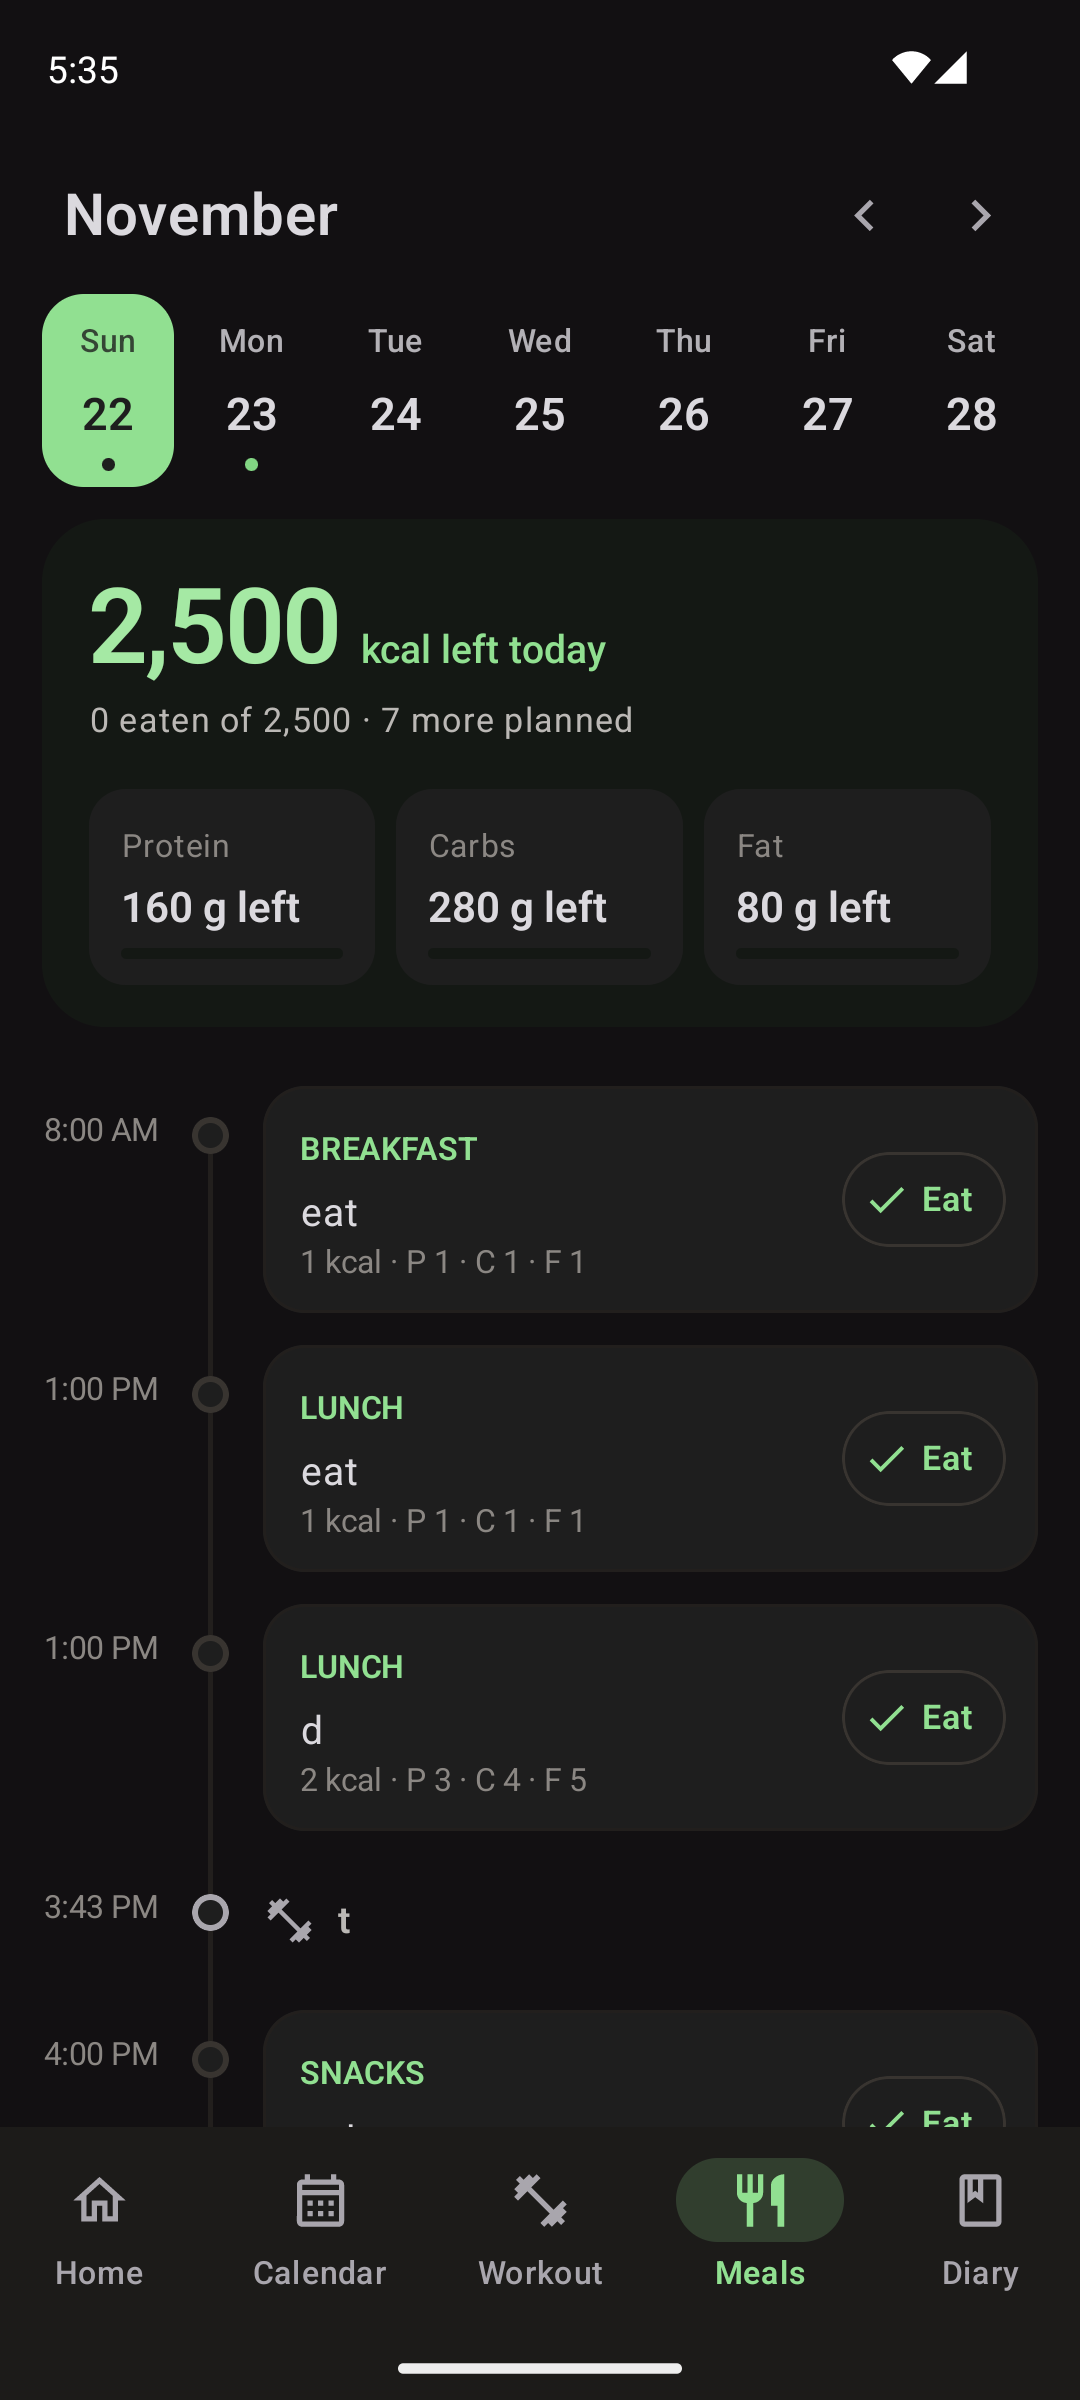 5:35
November
Sun Mon Tue Wed Thu Fri Sat
22 23 24 25 26 27 28
2,500 kcal left today
0 eaten of 2,500 · 7 more planned
Protein Carbs Fat
160 g left 280 g left 80 g left
8:00 AM
BREAKFAST
eat
1 kcal · P 1 · C 1 · F 1
Eat
1:00 PM
LUNCH
eat
1 kcal · P 1 · C 1 · F 1
Eat
1:00 PM
LUNCH
d
2 kcal · P 3 · C 4 · F 5
Eat
3:43 PM
t
4:00 PM
SNACKS
Eat
Home Calendar Workout Meals Diary